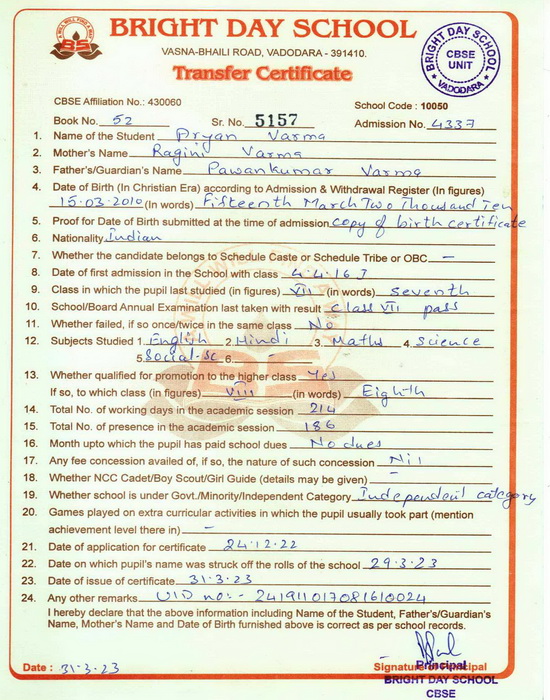 BRIGHT DAY SCHOOL
VASNA-BHAILI ROAD, VADODARA - 391410.
Transfer Certificate
BRIGHT DAY SCHOOL
CBSE
UNIT
VADODARA
CBSE Affiliation No.: 430060
School Code : 10050
Book No. 52 Sr. No. 5157 Admission No. 4337
1. Name of the Student Aryan Varma
2. Mother's Name Ragini Varma
3. Father's/Guardian's Name Pawankumar Varma
4. Date of Birth (In Christian Era) according to Admission & Withdrawal Register (In figures)
15.03.2010 (In words) Fifteenth March Two Thousand Ten
5. Proof for Date of Birth submitted at the time of admission copy of birth certificate
6. Nationality Indian
7. Whether the candidate belongs to Schedule Caste or Schedule Tribe or OBC -
8. Date of first admission in the School with class 4.4.16 I
9. Class in which the pupil studied (in figures) VII (in words) seventh
10. School/Board Annual Examination last taken with result class VII pass
11. Whether failed, if so once/twice in the same class No
12. Subjects Studied 1. English 2. Hindi 3. Maths 4. science
5. Social-sc 6. -
13. Whether qualified for promotion to the higher class Yes
If so, to which class (in figures) VIII (in words) Eighth
14. Total No. of working days in the academic session 214
15. Total No. of presence in the academic session 186
16. Month upto which the pupil has paid school dues No dues
17. Any fee concession availed of, if so, the nature of such concession Nil
18. Whether NCC Cadet/Boy Scout/Girl Guide (details may be given) -
19. Whether school is under Govt./Minority/Independent Category Independent category
20. Games played on extra curricular activities in which the pupil usually took part (mention
achievement level there in) -
21. Date of application for certificate 24.12.22
22. Date on which pupil's name was struck off the rolls of the school 29.3.23
23. Date of issue of certificate 31.3.23
24. Any other remarks UID no:- 241911017081610024
I hereby declare that the above information including Name of the Student, Father's/Guardian's
Name, Mother's Name and Date of Birth furnished above is correct as per school records.
Date : 31.3.23
Signature of Principal
Principal
BRIGHT DAY SCHOOL
CBSE